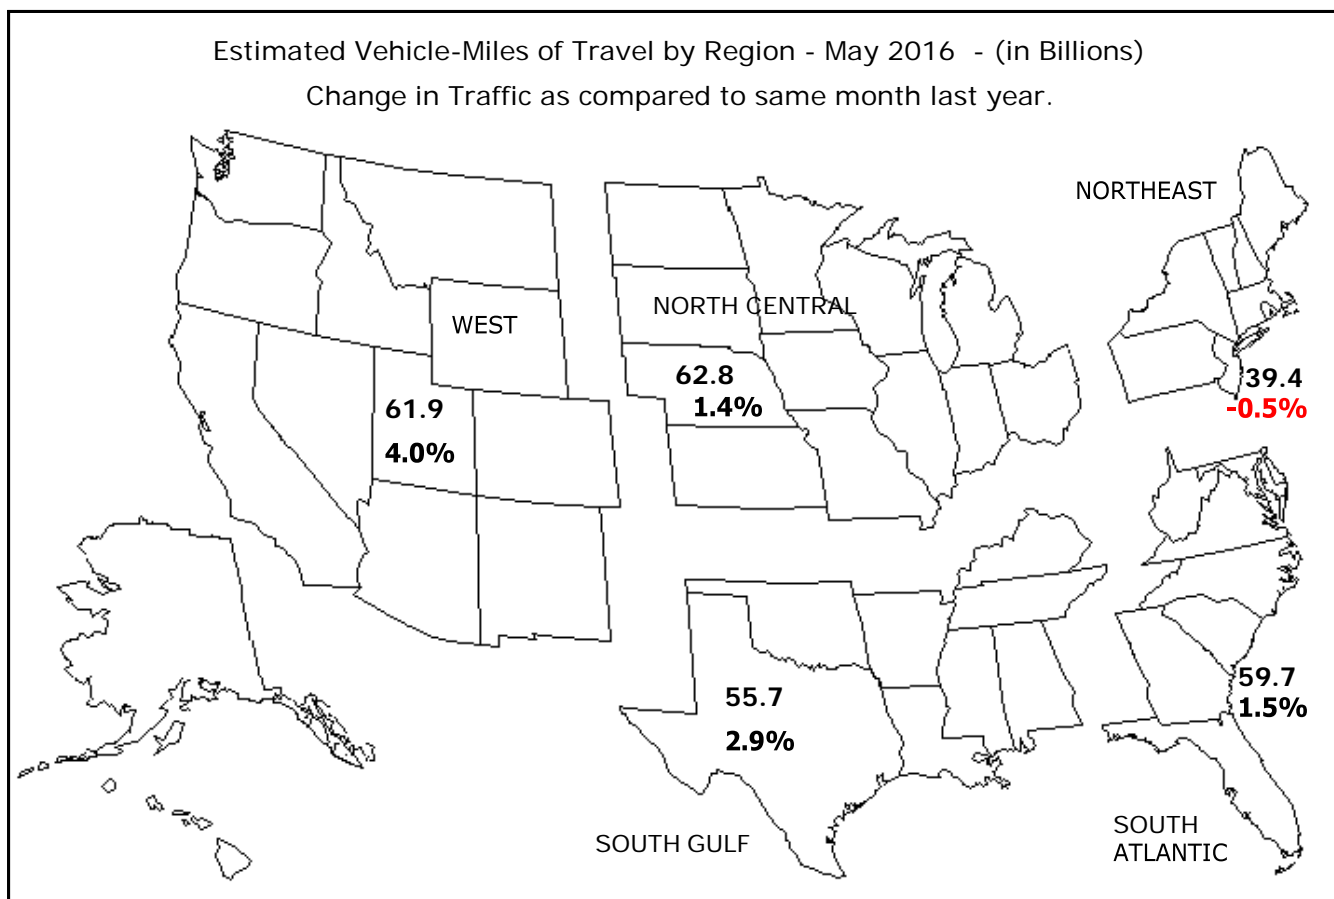 Estimated Vehicle-Miles of Travel by Region - May 2016 - (in Billions)
Change in Traffic as compared to same month last year.
NORTHEAST
39.4
-0.5%
NORTH CENTRAL
62.8
1.4%
WEST
61.9
4.0%
59.7
1.5%
SOUTH
ATLANTIC
55.7
2.9%
SOUTH GULF